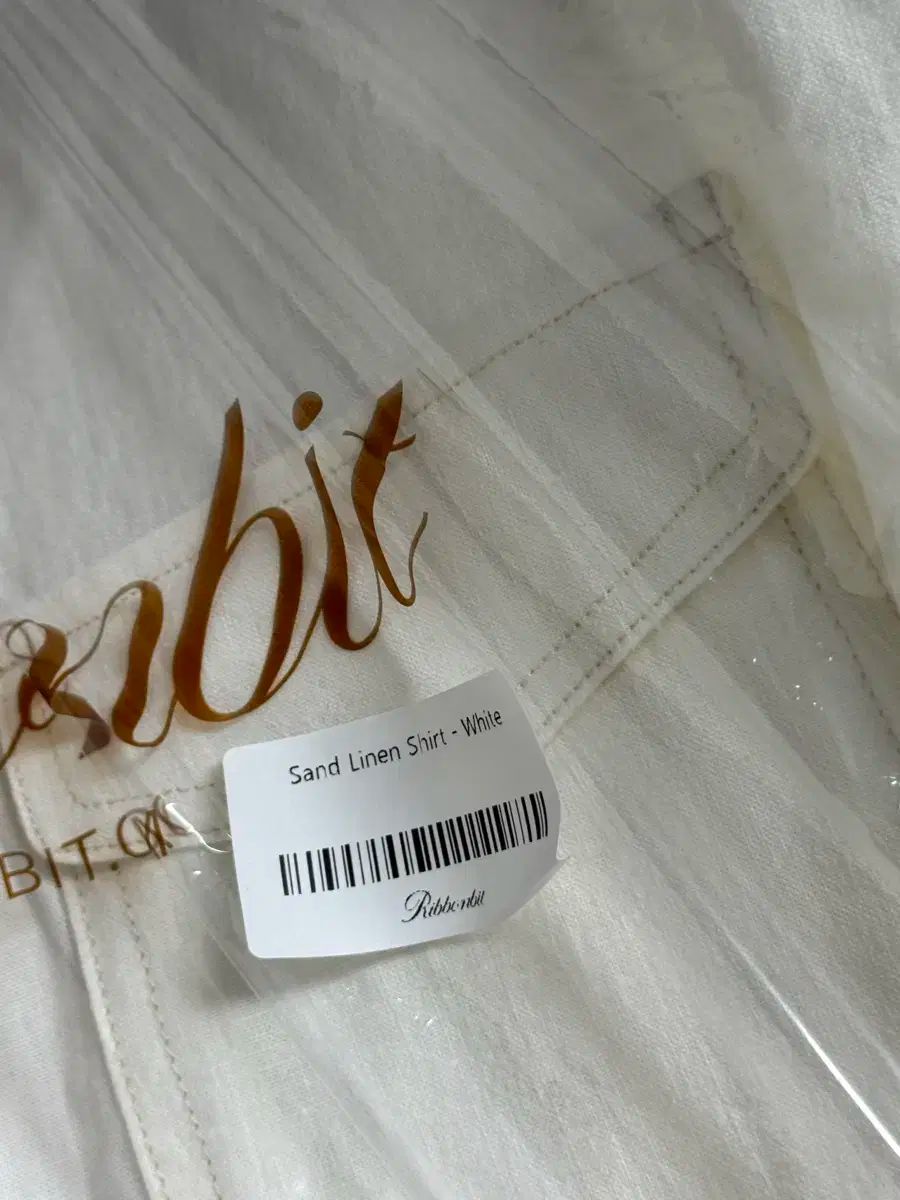 nbit
BIT.
Sand Linen Shirt - White
Ribbonbit